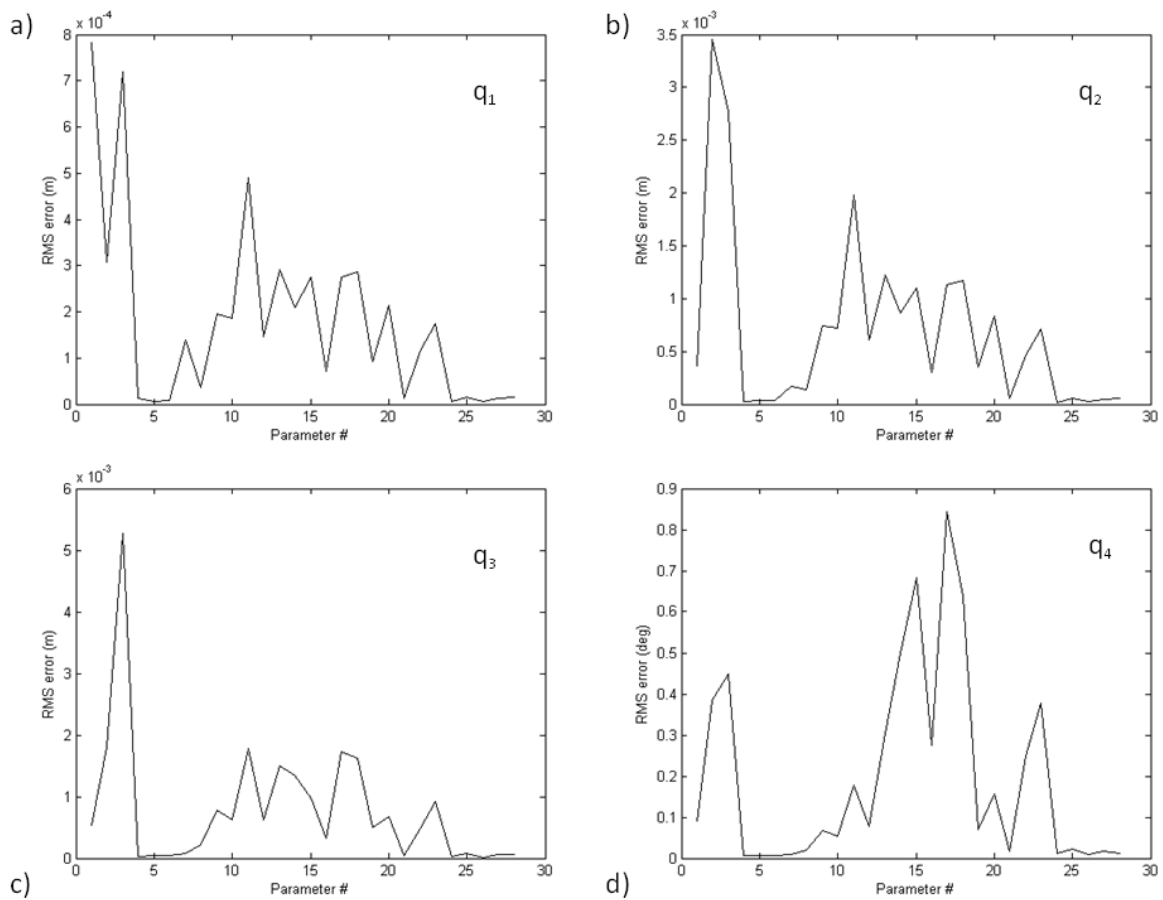 a)
x 10⁻⁴
8
7
6
5
4
3
2
1
0
RMS error (m)
q₁
0 5 10 15 20 25 30
Parameter #
b)
x 10⁻³
3.5
3
2.5
2
1.5
1
0.5
0
RMS error (m)
q₂
0 5 10 15 20 25 30
Parameter #
c)
x 10⁻³
6
5
4
3
2
1
0
RMS error (m)
q₃
0 5 10 15 20 25 30
Parameter #
d)
0.9
0.8
0.7
0.6
0.5
0.4
0.3
0.2
0.1
0
RMS error (deg)
q₄
0 5 10 15 20 25 30
Parameter #